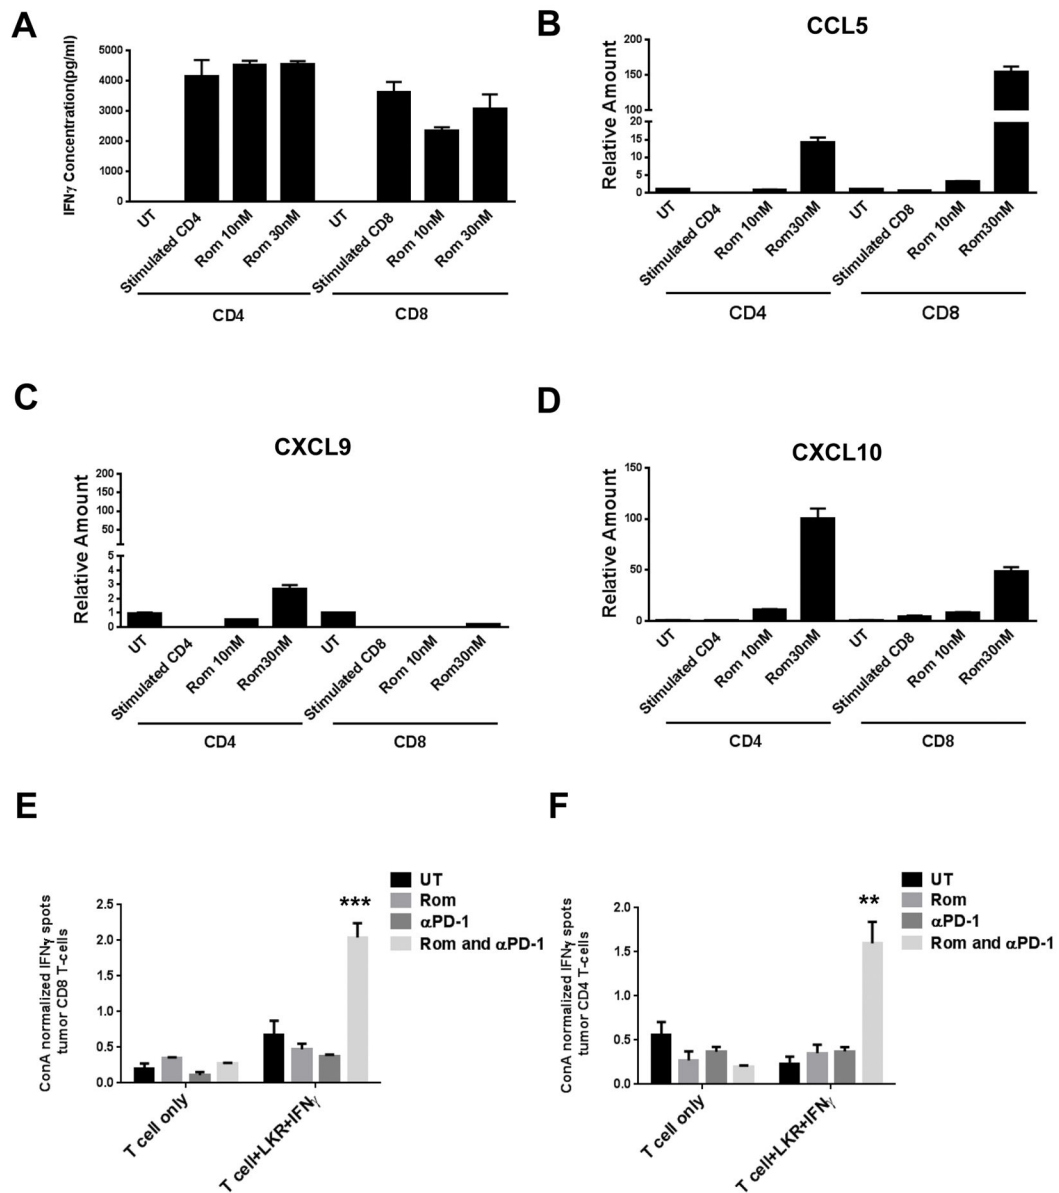 A
IFNγ Concentration(pg/ml)
5000
4000
3000
2000
1000
0
UT
Stimulated CD4
Rom 10nM
Rom 30nM
UT
Stimulated CD8
Rom 10nM
Rom 30nM
CD4
CD8
B
CCL5
Relative Amount
200
150
100
20
15
10
5
0
UT
Stimulated CD4
Rom 10nM
Rom30nM
UT
Stimulated CD8
Rom 10nM
Rom30nM
CD4
CD8
C
CXCL9
Relative Amount
200
150
100
50
5
4
3
2
1
0
UT
Stimulated CD4
Rom 10nM
Rom30nM
UT
Stimulated CD8
Rom 10nM
Rom30nM
CD4
CD8
D
CXCL10
Relative Amount
150
100
50
0
UT
Stimulated CD4
Rom 10nM
Rom30nM
UT
Stimulated CD8
Rom 10nM
Rom30nM
CD4
CD8
E
ConA normalized IFNγ spots
tumor CD8 T-cells
2.5
2.0
1.5
1.0
0.5
0.0
***
UT
Rom
αPD-1
Rom and αPD-1
T cell only
T cell+LKR+IFNγ
F
ConA normalized IFNγ spots
tumor CD4 T-cells
2.0
1.5
1.0
0.5
0.0
**
UT
Rom
αPD-1
Rom and αPD-1
T cell only
T cell+LKR+IFNγ